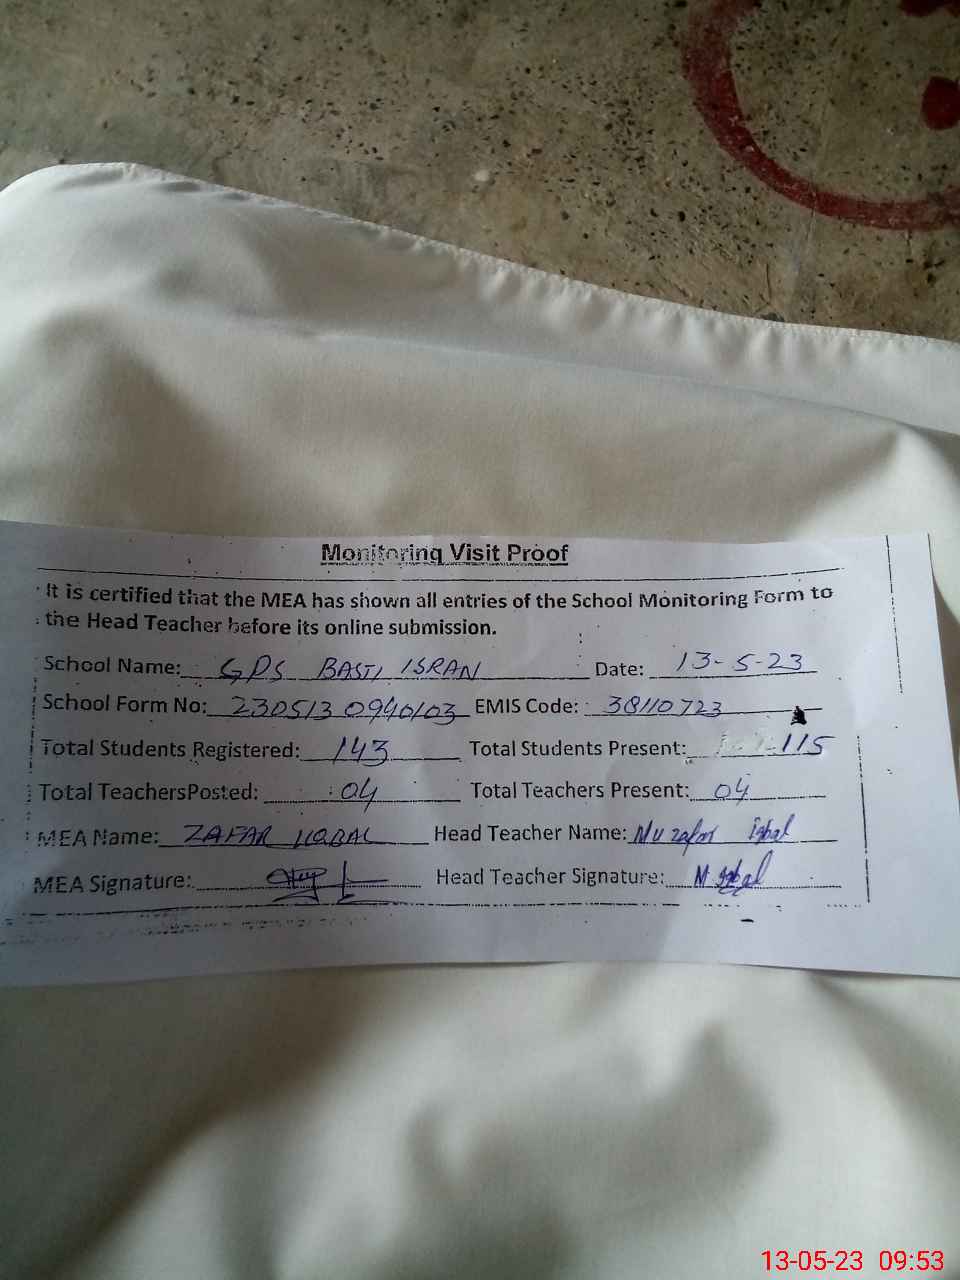 Monitoring Visit Proof
It is certified that the MEA has shown all entries of the School Monitoring Form to
the Head Teacher before its online submission.
School Name: GPS BASTI ISRAN Date: 13-5-23
School Form No: 230513 0940103 EMIS Code: 38110723
Total Students Registered: 143 Total Students Present: 115
Total TeachersPosted: 04 Total Teachers Present: 04
MEA Name: ZAFAR IQBAL Head Teacher Name: Muzafar iqbal
MEA Signature: Head Teacher Signature: M Iqbal
13-05-23 09:53